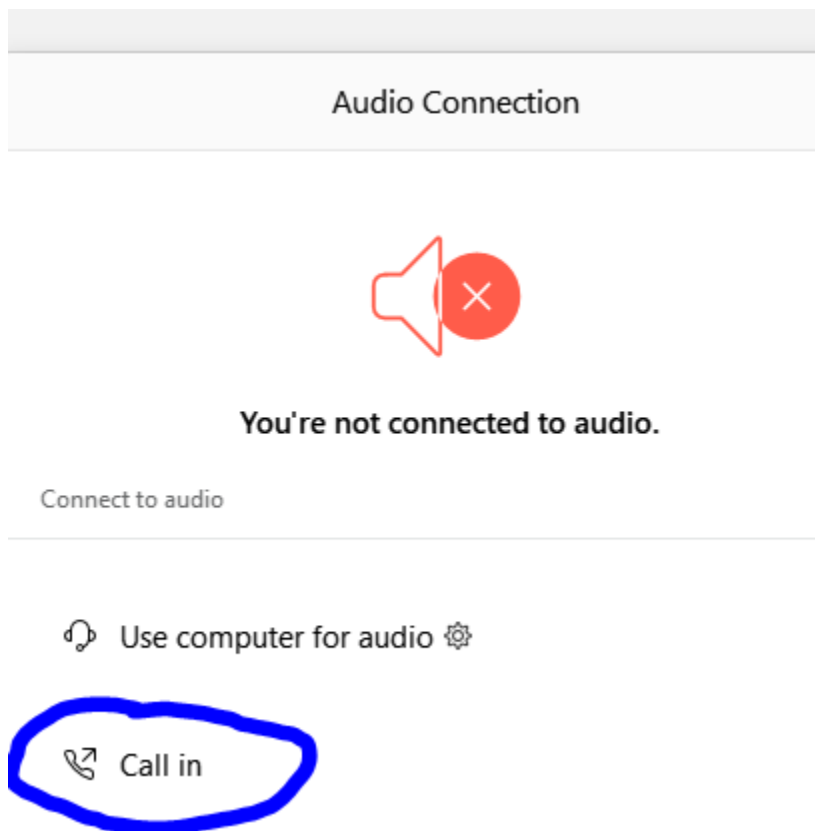 Audio Connection
You're not connected to audio.
Connect to audio
Use computer for audio
Call in